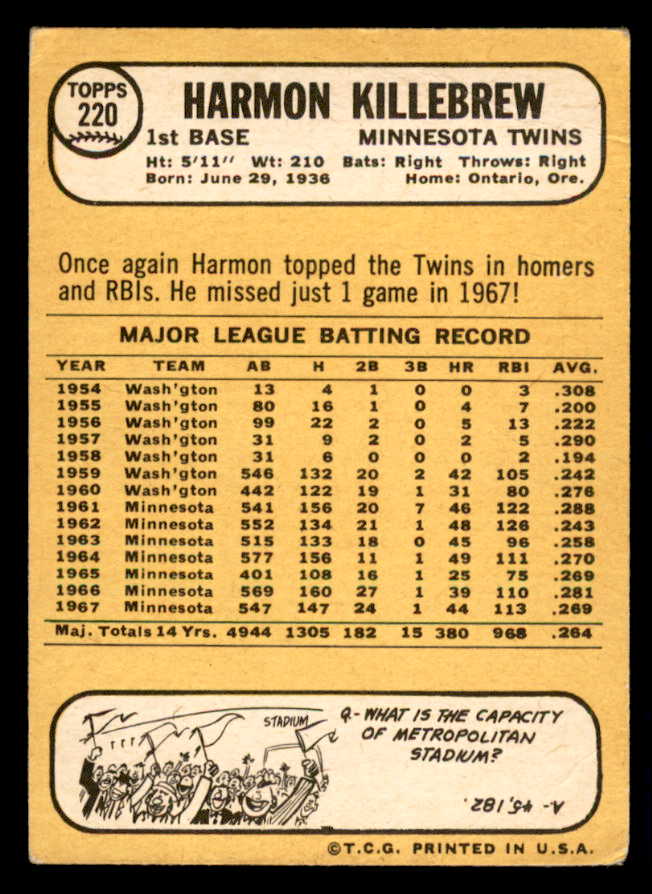 TOPPS
220
HARMON KILLEBREW
1st BASE MINNESOTA TWINS
Ht: 5'11" Wt: 210 Bats: Right Throws: Right
Born: June 29, 1936 Home: Ontario, Ore.
Once again Harmon topped the Twins in homers
and RBIs. He missed just 1 game in 1967!
MAJOR LEAGUE BATTING RECORD
YEAR TEAM AB H 2B 3B HR RBI AVG.
1954 Wash'gton 13 4 1 0 0 3 .308
1955 Wash'gton 80 16 1 0 4 7 .200
1956 Wash'gton 99 22 2 0 5 13 .222
1957 Wash'gton 31 9 2 0 2 5 .290
1958 Wash'gton 31 6 0 0 0 2 .194
1959 Wash'gton 546 132 20 2 42 105 .242
1960 Wash'gton 442 122 19 1 31 80 .276
1961 Minnesota 541 156 20 7 46 122 .288
1962 Minnesota 552 134 21 1 48 126 .243
1963 Minnesota 515 133 18 0 45 96 .258
1964 Minnesota 577 156 11 1 49 111 .270
1965 Minnesota 401 108 16 1 25 75 .269
1966 Minnesota 569 160 27 1 39 110 .281
1967 Minnesota 547 147 24 1 44 113 .269
Maj. Totals 14 Yrs. 4944 1305 182 15 380 968 .264
STADIUM
Q-WHAT IS THE CAPACITY
OF METROPOLITAN
STADIUM?
A- 45,182.
©T.C.G. PRINTED IN U.S.A.